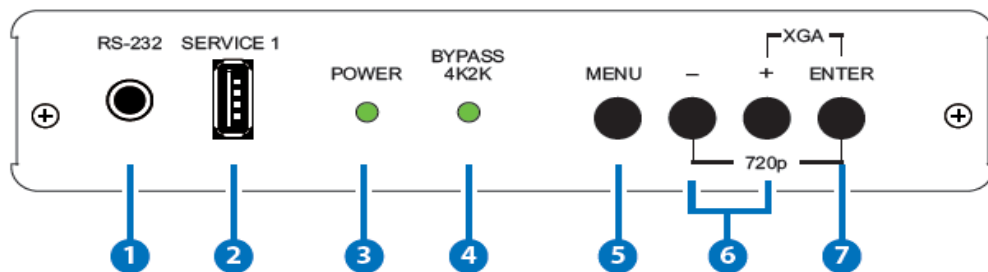 XGA
RS-232 SERVICE 1
POWER BYPASS 4K2K MENU − + ENTER
720p
1 2 3 4 5 6 7